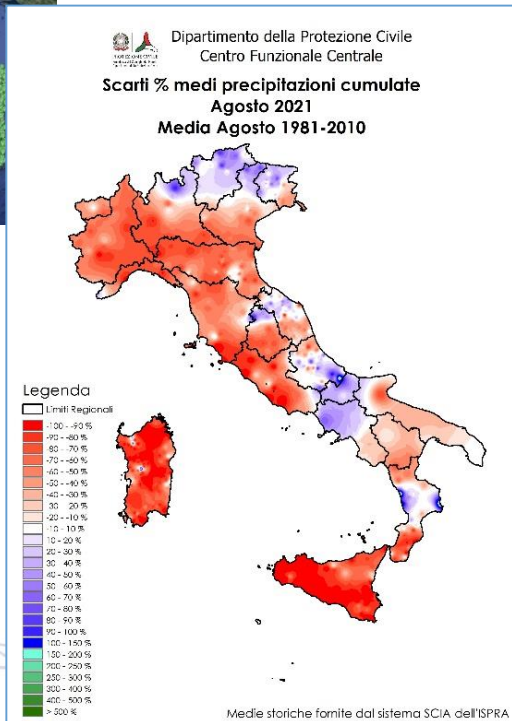 Dipartimento della Protezione Civile
Centro Funzionale Centrale
Scarti % medi precipitazioni cumulate
Agosto 2021
Media Agosto 1981-2010
Legenda
Limiti Regionali
-100 - -90 %
-90 - -80 %
-80 - -70 %
-70 - -60 %
-60 - -50 %
-50 - -40 %
-40 - -30 %
30 20 %
-20 - -10 %
-10 - 10 %
10 - 20 %
20 - 30 %
30 40 %
40 - 50 %
50 60 %
60 - 70 %
70 - 80 %
80 - 90 %
90 - 100 %
100 - 150 %
150 - 200 %
200 - 250 %
250 - 300 %
300 - 400 %
400 - 500 %
> 500 %
Medie storiche fornite dal sistema SCIA dell'ISPRA